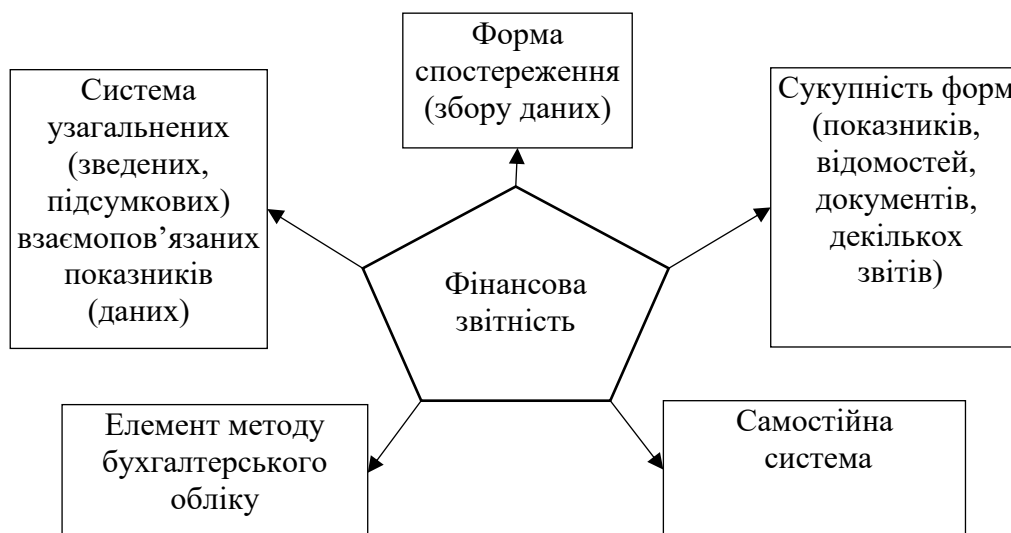 Форма
спостереження
(збору даних)
Система
узагальнених
(зведених,
підсумкових)
взаємопов’язаних
показників
(даних)
Сукупність форм
(показників,
відомостей,
документів,
декількох
звітів)
Фінансова
звітність
Елемент методу
бухгалтерського
обліку
Самостійна
система